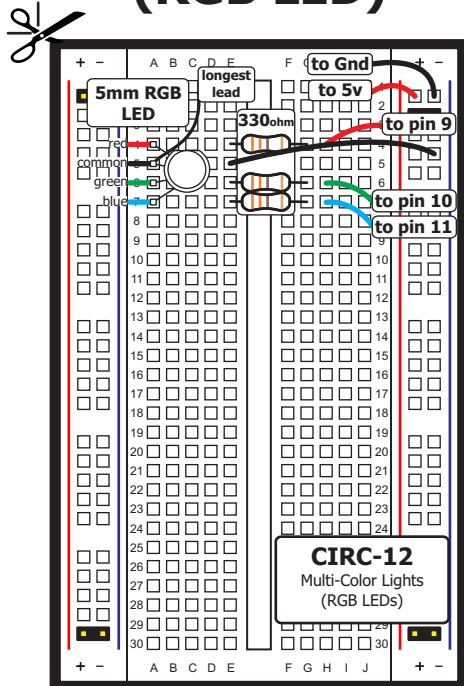 (RGB LED)
+ - A B C D E F G H I J + -
to Gnd
longest
lead
5mm RGB
LED
to 5v
1
2
330ohm
to pin 9
red
4
common
5
green
6
to pin 10
blue
7
to pin 11
8
9
10
11
12
13
14
15
16
17
18
19
20
21
22
23
24
25
26
27
28
29
30
CIRC-12
Multi-Color Lights
(RGB LEDs)
+ - A B C D E F G H I J + -